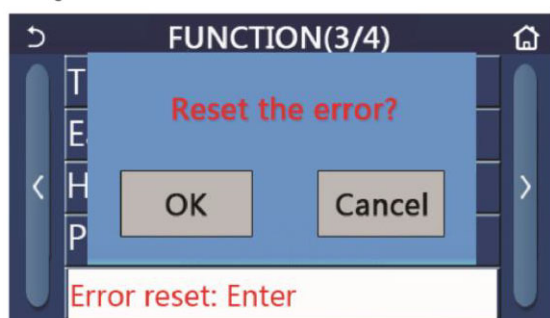 FUNCTION(3/4)
T
Reset the error?
E
H
OK
Cancel
P
Error reset: Enter